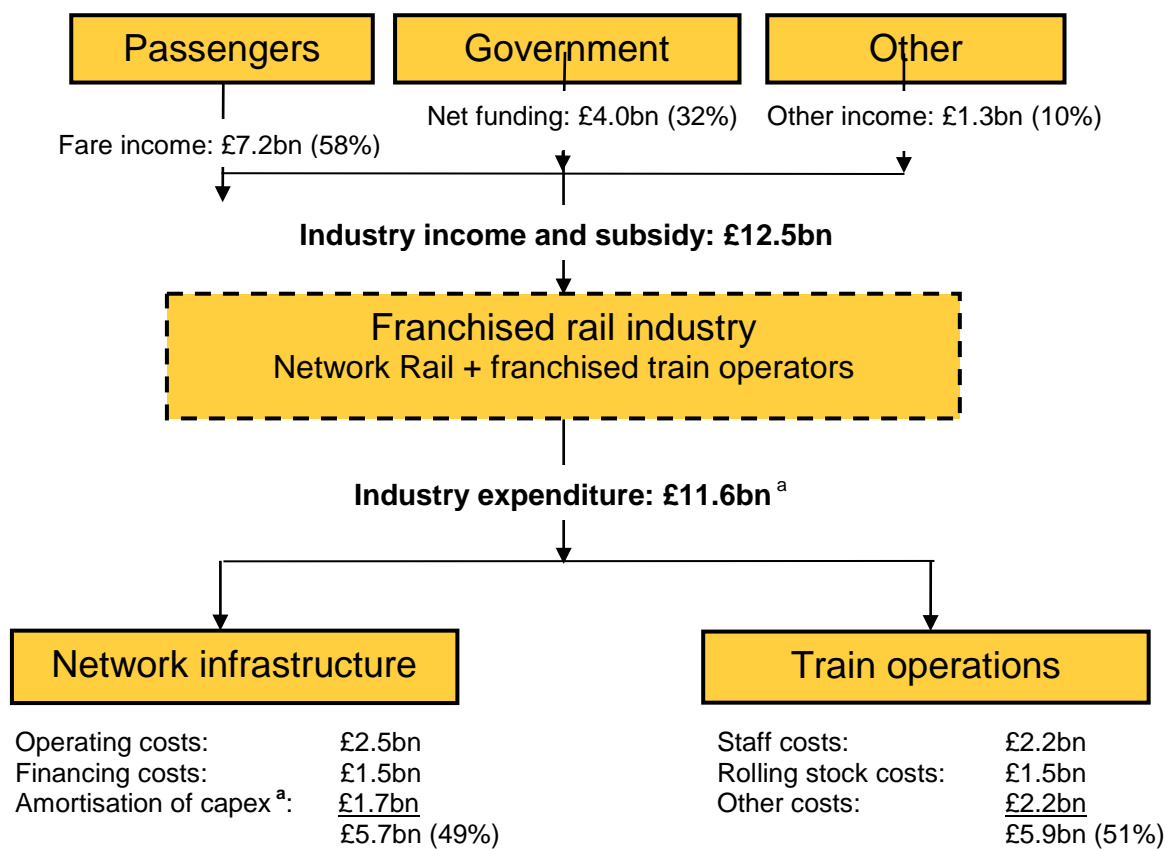 Passengers
Government
Other
Net funding: £4.0bn (32%)
Other income: £1.3bn (10%)
Fare income: £7.2bn (58%)
Industry income and subsidy: £12.5bn
Franchised rail industry
Network Rail + franchised train operators
Industry expenditure: £11.6bn a
Network infrastructure
Operating costs: £2.5bn
Financing costs: £1.5bn
Amortisation of capex a: £1.7bn
£5.7bn (49%)
Train operations
Staff costs: £2.2bn
Rolling stock costs: £1.5bn
Other costs: £2.2bn
£5.9bn (51%)